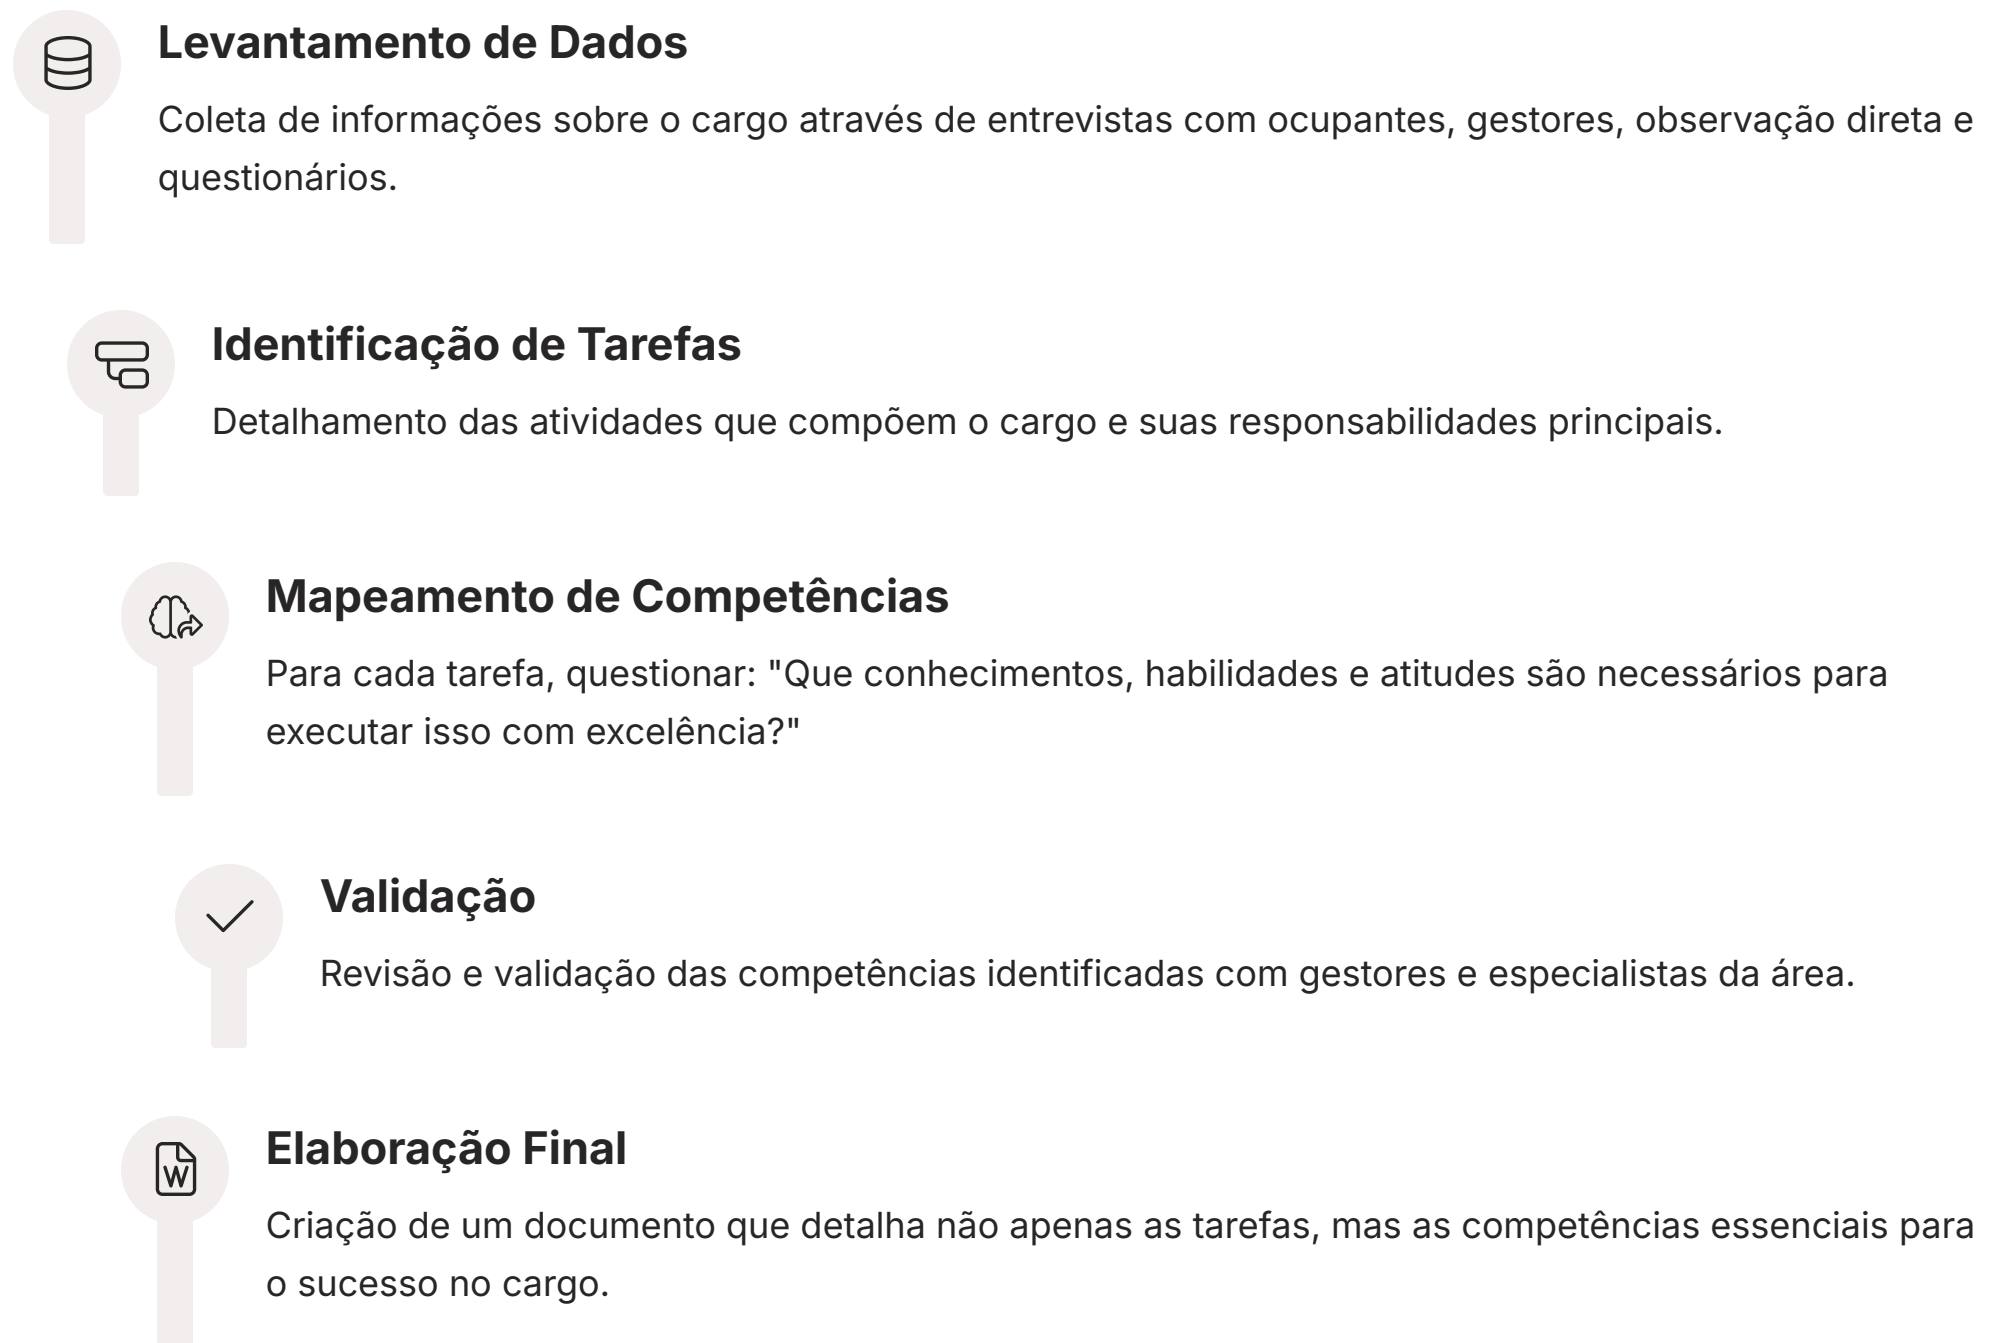 Levantamento de Dados
Coleta de informações sobre o cargo através de entrevistas com ocupantes, gestores, observação direta e
questionários.
Identificação de Tarefas
Detalhamento das atividades que compõem o cargo e suas responsabilidades principais.
Mapeamento de Competências
Para cada tarefa, questionar: "Que conhecimentos, habilidades e atitudes são necessários para
executar isso com excelência?"
Validação
Revisão e validação das competências identificadas com gestores e especialistas da área.
W
Elaboração Final
Criação de um documento que detalha não apenas as tarefas, mas as competências essenciais para
o sucesso no cargo.